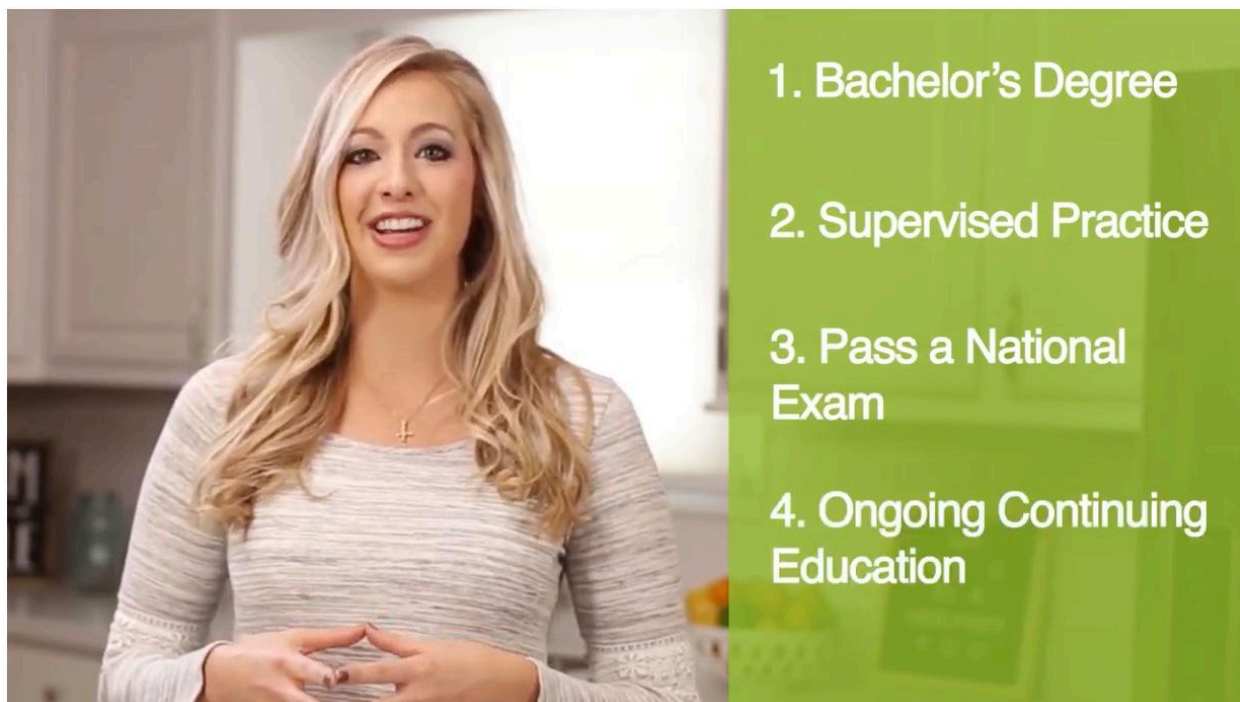 1. Bachelor's Degree
2. Supervised Practice
3. Pass a National
Exam
4. Ongoing Continuing
Education